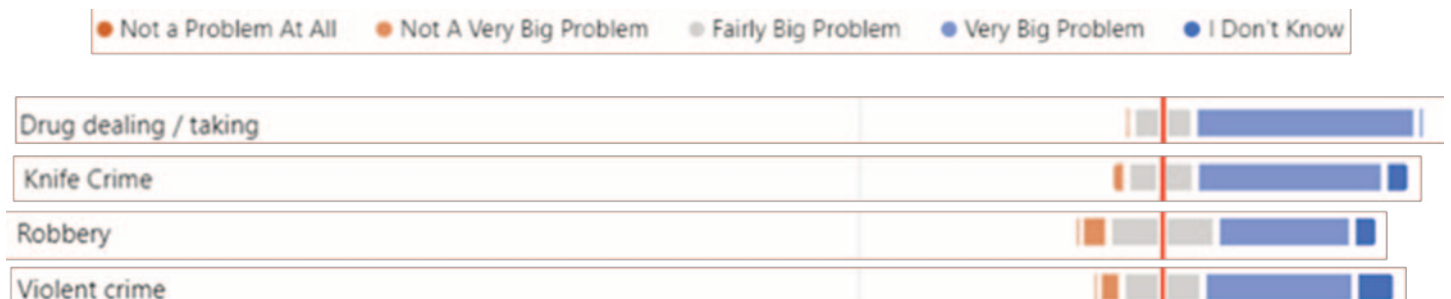 Not a Problem At All Not A Very Big Problem Fairly Big Problem Very Big Problem I Don't Know
Drug dealing / taking
Knife Crime
Robbery
Violent crime